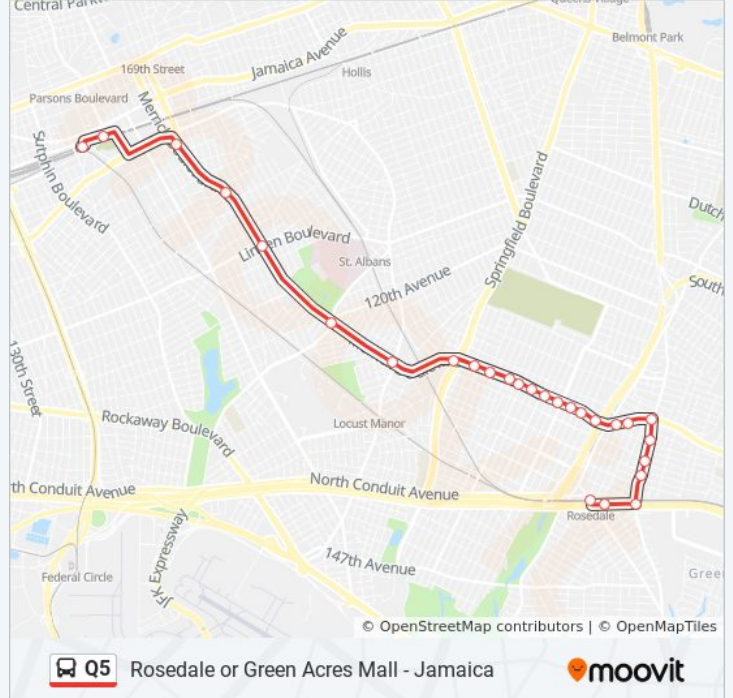 Central Park
Queens Village
Belmont Park
169th Street
Jamaica Avenue
Hollis
Parsons Boulevard
Merric
Sutphin Boulevard
Linden Boulevard
St. Albans
Springfield Boulevard
Dutch
120th Avenue
South
130th Street
Rockaway Boulevard
Locust Manor
th Conduit Avenue
North Conduit Avenue
Rosedale
JFK Expressway
147th Avenue
Federal Circle
Gree
© OpenStreetMap contributors | © OpenMapTiles
Q5 Rosedale or Green Acres Mall - Jamaica moovit